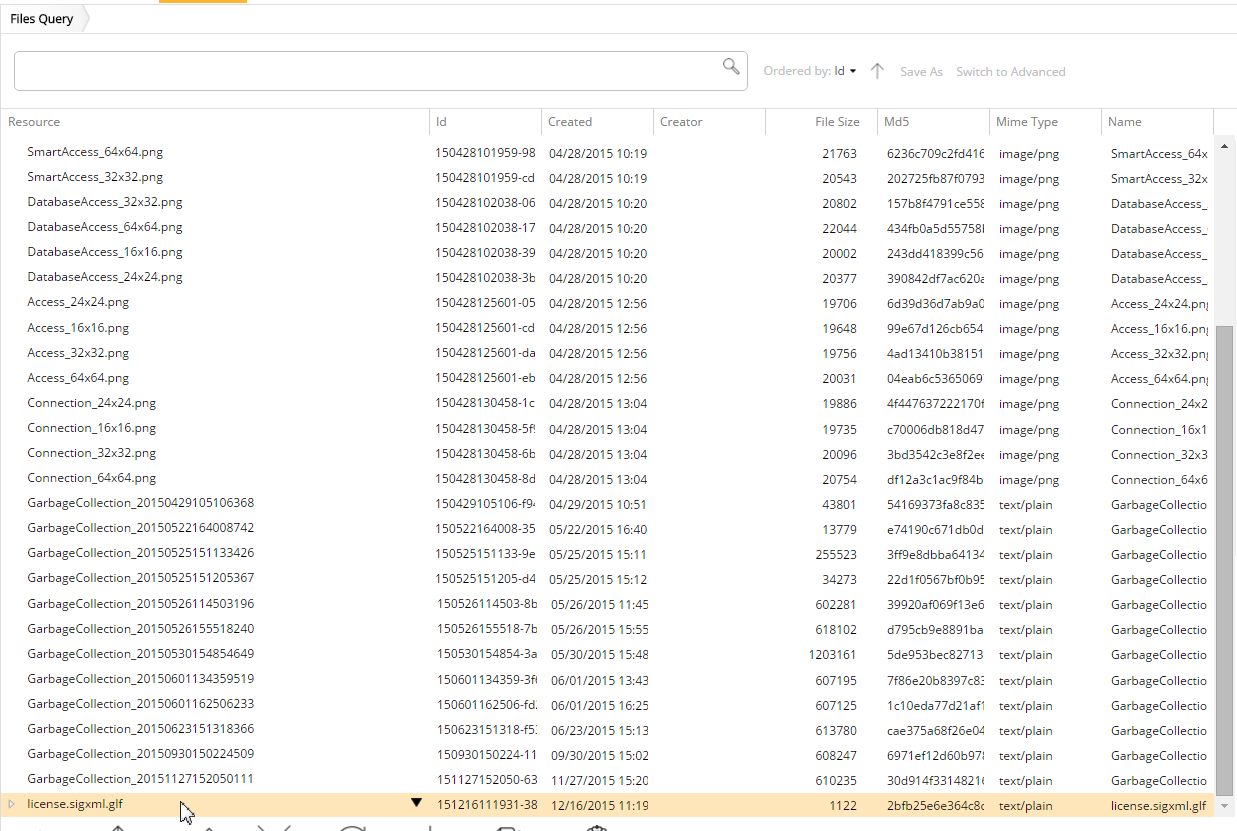 Files Query
Ordered by: Id Save As Switch to Advanced
Resource Id Created Creator File Size Md5 Mime Type Name
SmartAccess_64x64.png 150428101959-98 04/28/2015 10:19 21763 6236c709c2fd416 image/png SmartAccess_64x
SmartAccess_32x32.png 150428101959-cd 04/28/2015 10:19 20543 202725fb87f0793 image/png SmartAccess_32x
DatabaseAccess_32x32.png 150428102038-06 04/28/2015 10:20 20802 157b8f4791ce558 image/png DatabaseAccess_
DatabaseAccess_64x64.png 150428102038-17 04/28/2015 10:20 22044 434fb0a5d55758 image/png DatabaseAccess_
DatabaseAccess_16x16.png 150428102038-39 04/28/2015 10:20 20002 243dd418399c56 image/png DatabaseAccess_
DatabaseAccess_24x24.png 150428102038-3b 04/28/2015 10:20 20377 390842df7ac620a image/png DatabaseAccess_
Access_24x24.png 150428125601-05 04/28/2015 12:56 19706 6d39d36d7ab9a0 image/png Access_24x24.png
Access_16x16.png 150428125601-cd 04/28/2015 12:56 19648 99e67d126cb654 image/png Access_16x16.png
Access_32x32.png 150428125601-da 04/28/2015 12:56 19756 4ad13410b38151 image/png Access_32x32.png
Access_64x64.png 150428125601-eb 04/28/2015 12:56 20031 04eab6c5365069 image/png Access_64x64.png
Connection_24x24.png 150428130458-1c 04/28/2015 13:04 19886 4f447637222170f image/png Connection_24x2
Connection_16x16.png 150428130458-5f 04/28/2015 13:04 19735 c70006db818d47 image/png Connection_16x1
Connection_32x32.png 150428130458-6b 04/28/2015 13:04 20096 3bd3542c3e8f2ee image/png Connection_32x3
Connection_64x64.png 150428130458-8d 04/28/2015 13:04 20754 df12a3c1ac9f84b image/png Connection_64x6
GarbageCollection_20150429105106368 150429105106-f9 04/29/2015 10:51 43801 54169373fa8c835 text/plain GarbageCollectio
GarbageCollection_20150522164008742 150522164008-35 05/22/2015 16:40 13779 e74190c671db0d text/plain GarbageCollectio
GarbageCollection_20150525151133426 150525151133-9e 05/25/2015 15:11 255523 3ff9e8dbba64134 text/plain GarbageCollectio
GarbageCollection_20150525151205367 150525151205-d4 05/25/2015 15:12 34273 22d1f0567bf0b95 text/plain GarbageCollectio
GarbageCollection_20150526114503196 150526114503-8b 05/26/2015 11:45 602281 39920af069f13e6 text/plain GarbageCollectio
GarbageCollection_20150526155518240 150526155518-7b 05/26/2015 15:55 618102 d795cb9e8891ba text/plain GarbageCollectio
GarbageCollection_20150530154854649 150530154854-3a 05/30/2015 15:48 1203161 5de953bec82713 text/plain GarbageCollectio
GarbageCollection_20150601134359519 150601134359-3f 06/01/2015 13:43 607195 7f86e20b8397c83 text/plain GarbageCollectio
GarbageCollection_20150601162506233 150601162506-fd 06/01/2015 16:25 607125 1c10eda77d21af1 text/plain GarbageCollectio
GarbageCollection_20150623151318366 150623151318-f5 06/23/2015 15:13 613780 cae375a68f26e04 text/plain GarbageCollectio
GarbageCollection_20150930150224509 150930150224-11 09/30/2015 15:02 608247 6971ef12d60b978 text/plain GarbageCollectio
GarbageCollection_20151127152050111 151127152050-63 11/27/2015 15:20 610235 30d914f3314821 text/plain GarbageCollectio
license.sigxml.glf 151216111931-38 12/16/2015 11:19 1122 2bfb25e6e364c8c text/plain license.sigxml.glf